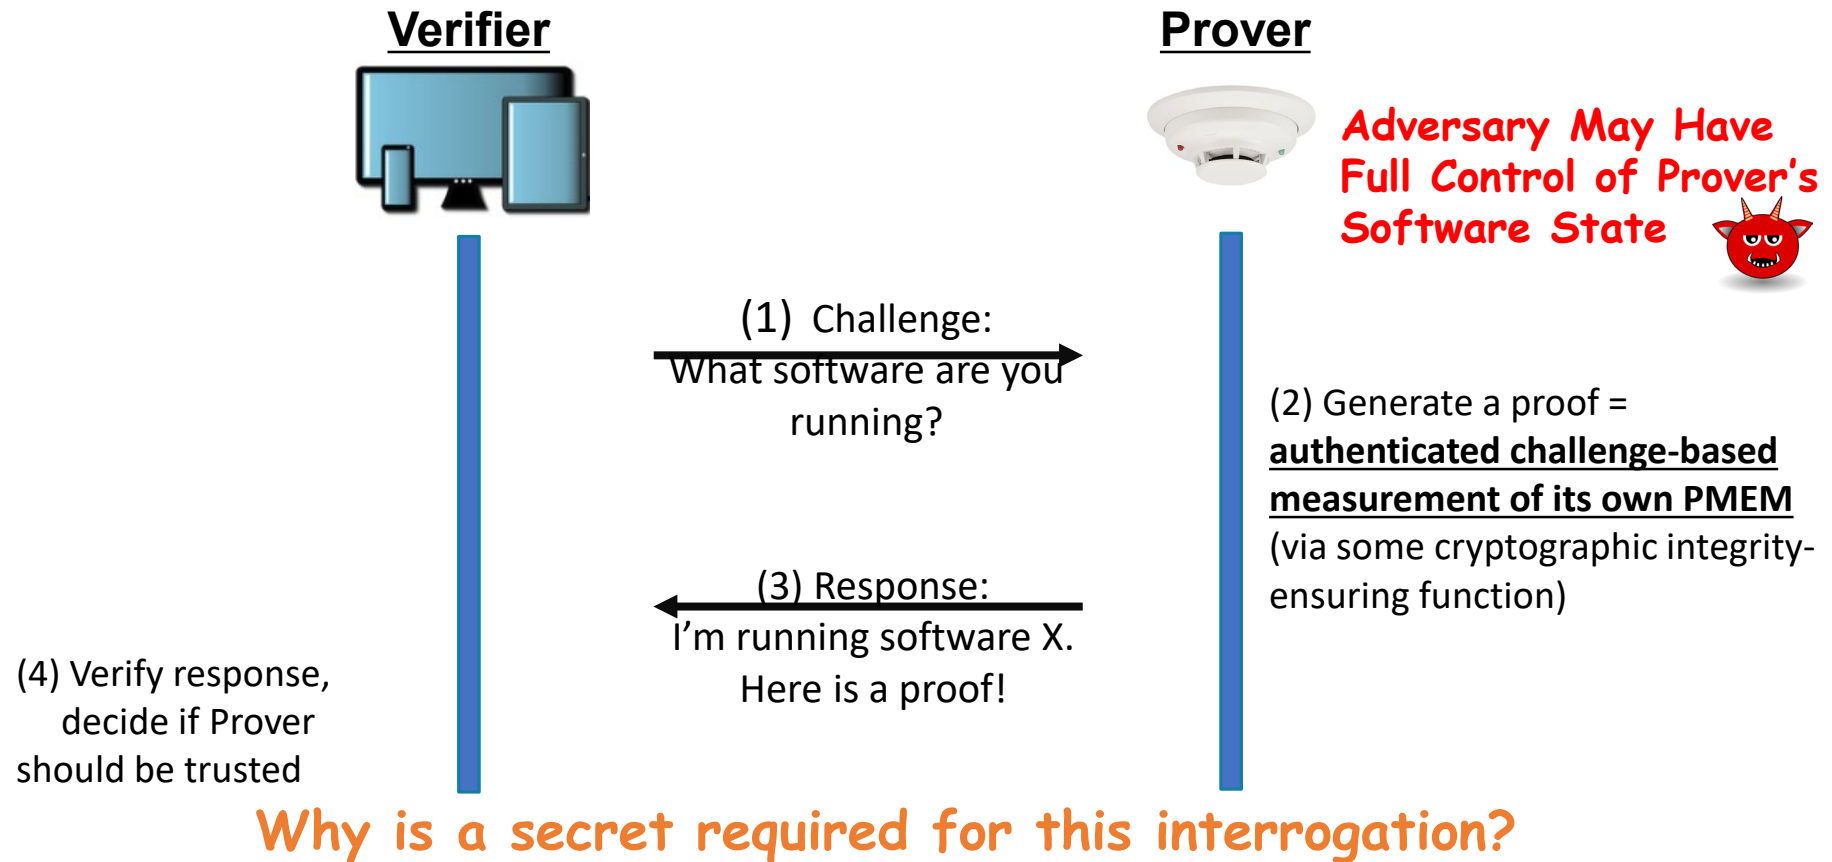 Verifier
Prover
Adversary May Have
Full Control of Prover's
Software State
(1) Challenge:
What software are you
running?
(2) Generate a proof =
authenticated challenge-based
measurement of its own PMEM
(via some cryptographic integrity-
ensuring function)
(3) Response:
I'm running software X.
Here is a proof!
(4) Verify response,
decide if Prover
should be trusted
Why is a secret required for this interrogation?